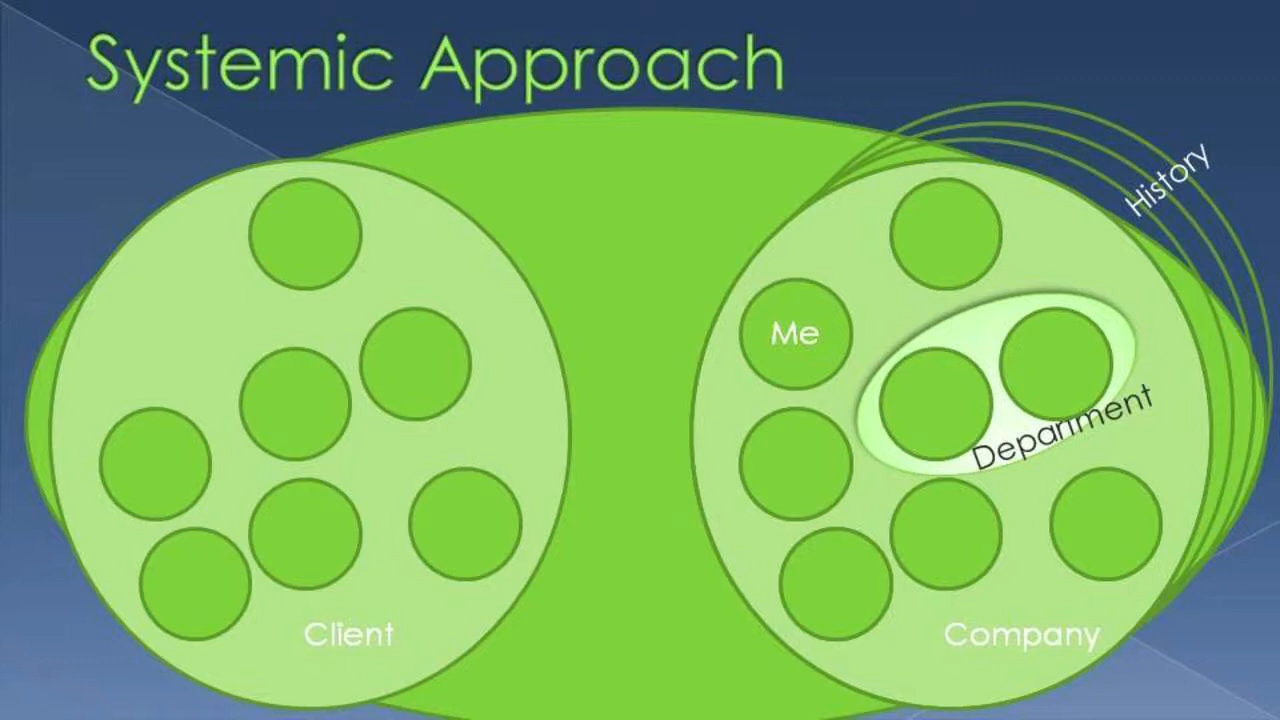 Systemic Approach
History
Me
Department
Client
Company